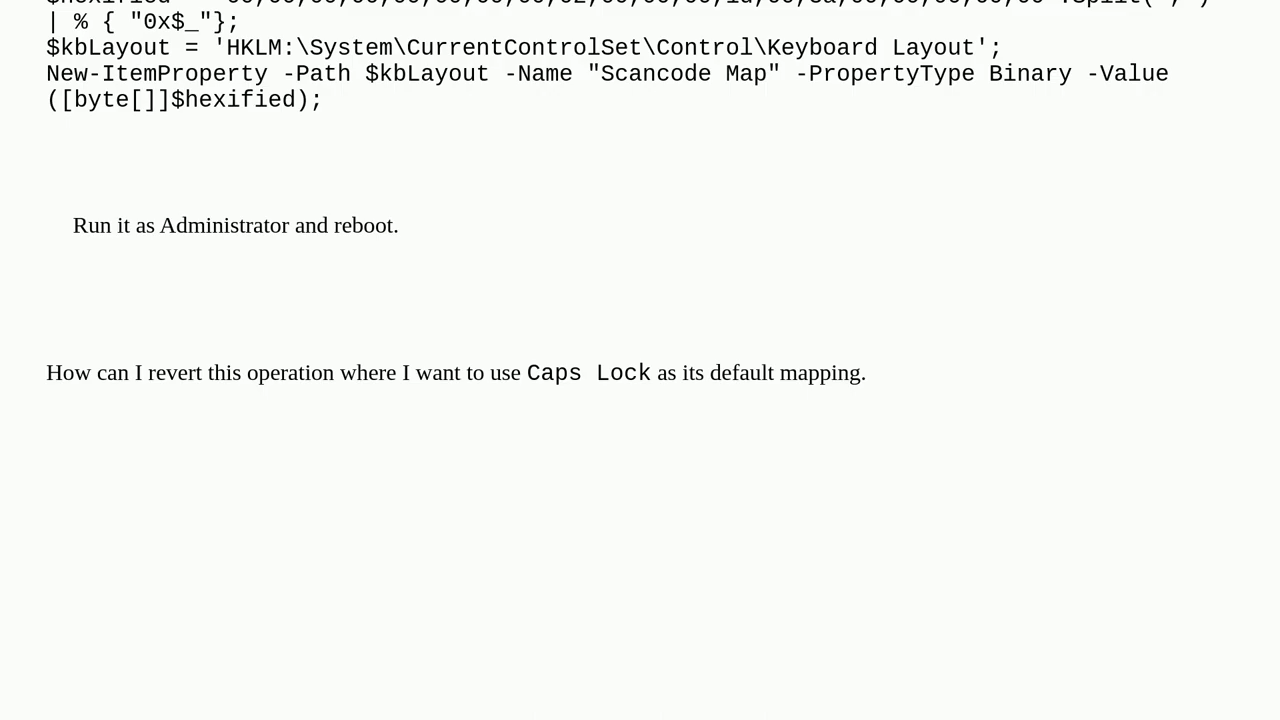 | % { "0x$_"};
$kbLayout = 'HKLM:\System\CurrentControlSet\Control\Keyboard Layout';
New-ItemProperty -Path $kbLayout -Name "Scancode Map" -PropertyType Binary -Value
([byte[]]$hexified);
Run it as Administrator and reboot.
How can I revert this operation where I want to use Caps Lock as its default mapping.